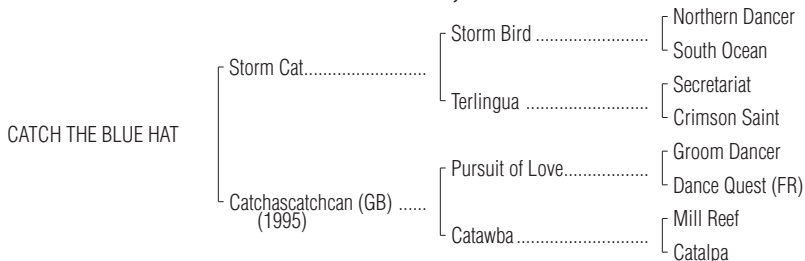 Northern Dancer
Storm Bird ........................
South Ocean
Storm Cat..........................
Secretariat
Terlingua ..........................
Crimson Saint
CATCH THE BLUE HAT
Groom Dancer
Pursuit of Love..................
Dance Quest (FR)
Catchascatchcan (GB) ......
(1995)
Mill Reef
Catawba............................
Catalpa